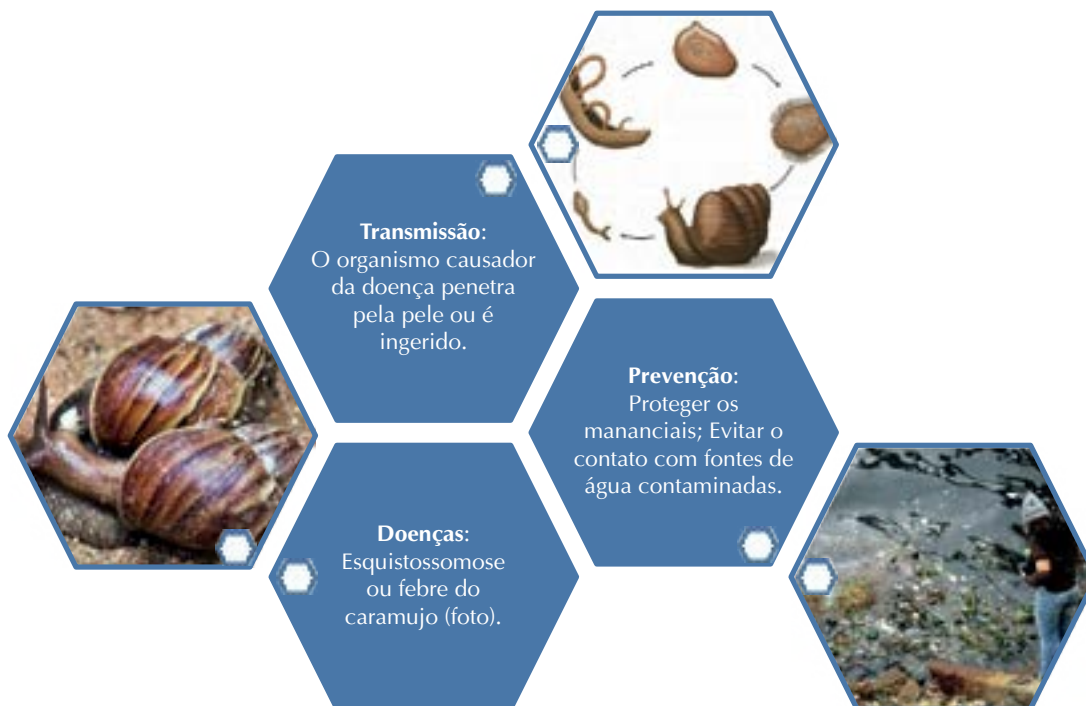 Transmissão:
O organismo causador
da doença penetra
pela pele ou é
ingerido.
Prevenção:
Proteger os
mananciais; Evitar o
contato com fontes de
água contaminadas.
Doenças:
Esquistossomose
ou febre do
caramujo (foto).